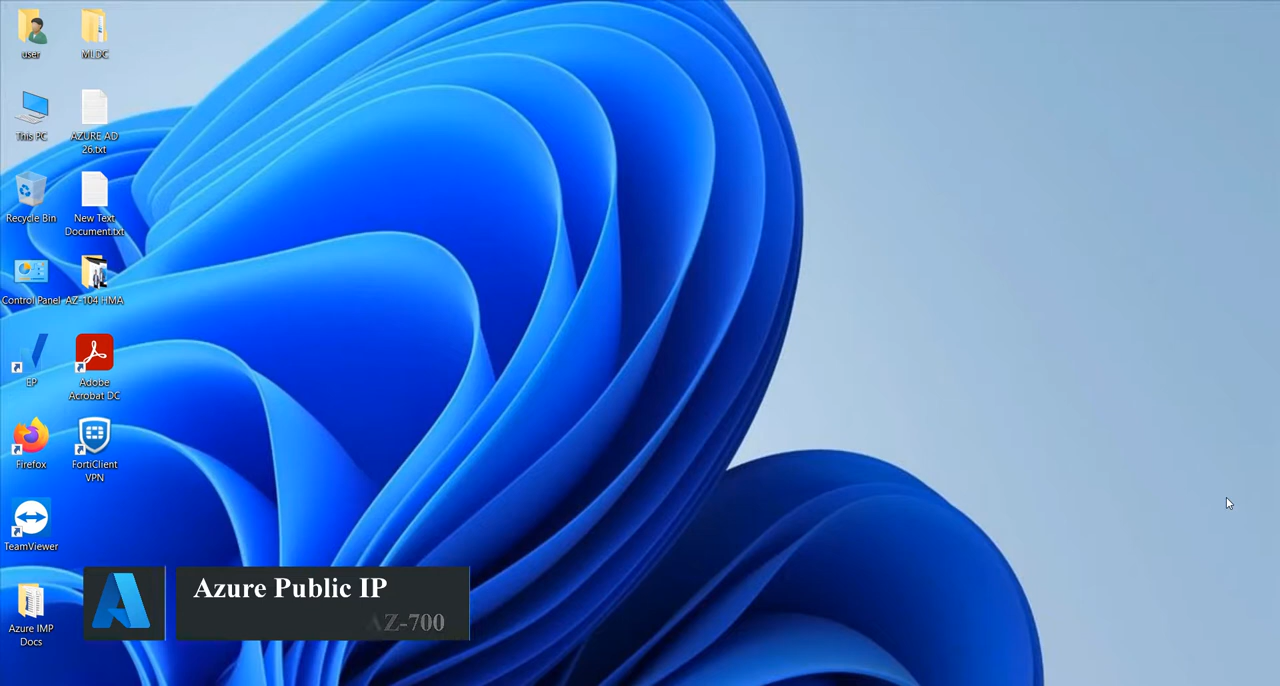 user
MLDC
This PC
AZURE AD
26.txt
Recycle Bin
New Text
Document.txt
Control Panel
AZ-104 HMA
EP
Adobe
Acrobat DC
Firefox
FortiClient
VPN
TeamViewer
Azure IMP
Docs
Azure Public IP
AZ-700